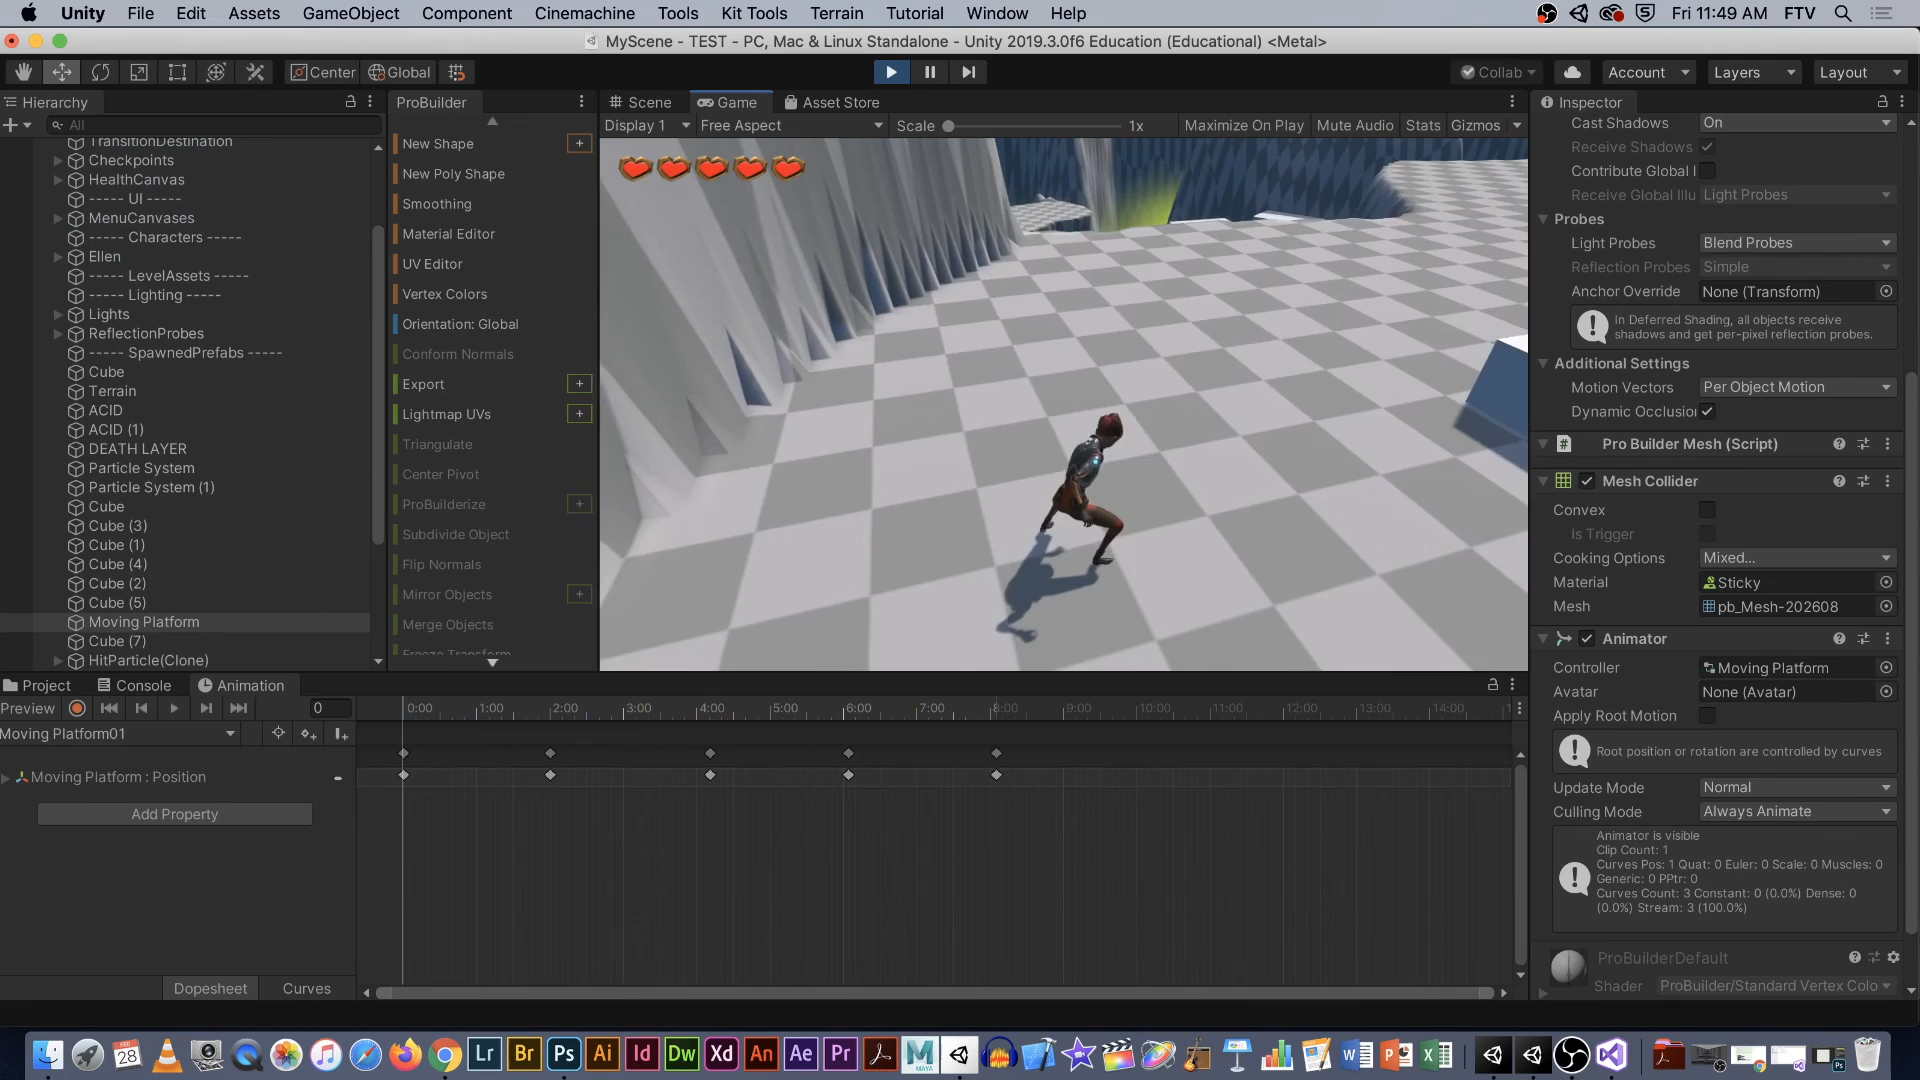 Unity File Edit Assets GameObject Component Cinemachine Tools Kit Tools Terrain Tutorial Window Help Fri 11:49 AM FTV
MyScene - TEST - PC, Mac & Linux Standalone - Unity 2019.3.0f6 Education (Educational) <Metal>
Center Global Collab Account Layers Layout
Hierarchy ProBuilder Scene Game Asset Store Inspector
All
Display 1 Free Aspect Scale 1x Maximize On Play Mute Audio Stats Gizmos
TransitionDestination
Checkpoints
HealthCanvas
----- UI -----
MenuCanvases
----- Characters -----
Ellen
----- LevelAssets -----
----- Lighting -----
Lights
ReflectionProbes
----- SpawnedPrefabs -----
Cube
Terrain
ACID
ACID (1)
DEATH LAYER
Particle System
Particle System (1)
Cube
Cube (3)
Cube (1)
Cube (4)
Cube (2)
Cube (5)
Moving Platform
Cube (7)
HitParticle(Clone)
New Shape +
New Poly Shape
Smoothing
Material Editor
UV Editor
Vertex Colors
Orientation: Global
Conform Normals
Export +
Lightmap UVs +
Triangulate
Center Pivot
ProBuilderize +
Subdivide Object
Flip Normals
Mirror Objects +
Merge Objects
Freeze Transform
Cast Shadows On
Receive Shadows
Contribute Global I
Receive Global Illu Light Probes
Probes
Light Probes Blend Probes
Reflection Probes Simple
Anchor Override None (Transform)
In Deferred Shading, all objects receive
shadows and get per-pixel reflection probes.
Additional Settings
Motion Vectors Per Object Motion
Dynamic Occlusio
# Pro Builder Mesh (Script)
Mesh Collider
Convex
Is Trigger
Cooking Options Mixed...
Material Sticky
Mesh pb_Mesh-202608
Animator
Controller Moving Platform
Avatar None (Avatar)
Apply Root Motion
Root position or rotation are controlled by curves
Update Mode Normal
Culling Mode Always Animate
Animator is visible
Clip Count: 1
Curves Pos: 1 Quat: 0 Euler: 0 Scale: 0 Muscles: 0
Generic: 0 PPtr: 0
Curves Count: 3 Constant: 0 (0.0%) Dense: 0
(0.0%) Stream: 3 (100.0%)
ProBuilderDefault
Shader ProBuilder/Standard Vertex Colo
Project Console Animation
Preview 0 0:00 1:00 2:00 3:00 4:00 5:00 6:00 7:00 8:00 9:00 10:00 11:00 12:00 13:00 14:00
Moving Platform01
Moving Platform : Position
Add Property
Dopesheet Curves
FEB 28 Lr Br Ps Ai Id Dw Xd An Ae Pr M MAYA W P X